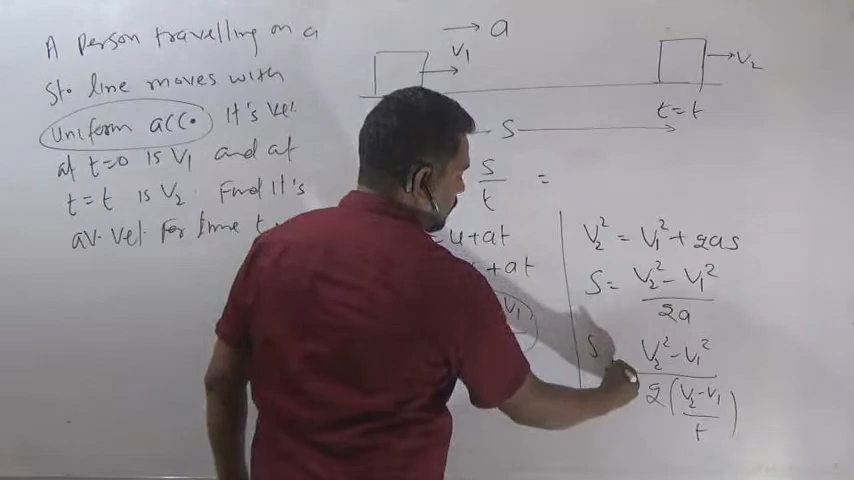 A person travelling on a
st. line moves with
uniform acc. It's vel.
at t=0 is V₁ and at
t=t is V₂. Find it's
av. vel. for time t
a
V₁
V₂
t=t
S
S/t =
= u+at
+at
V₁
V₂² = V₁² + 2as
S = (V₂² - V₁²)/2a
S (V₂² - V₁²)/2((V₂-V₁)/t)